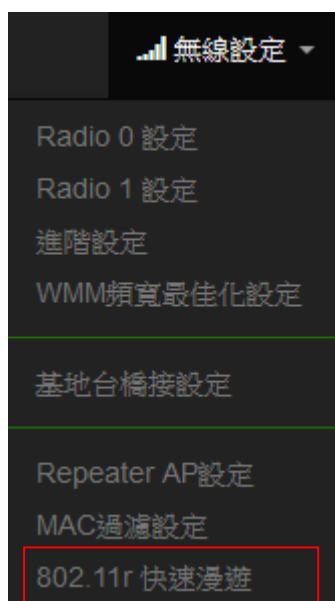 無線設定
Radio 0 設定
Radio 1 設定
進階設定
WMM頻寬最佳化設定
基地台橋接設定
Repeater AP設定
MAC過濾設定
802.11r 快速漫遊